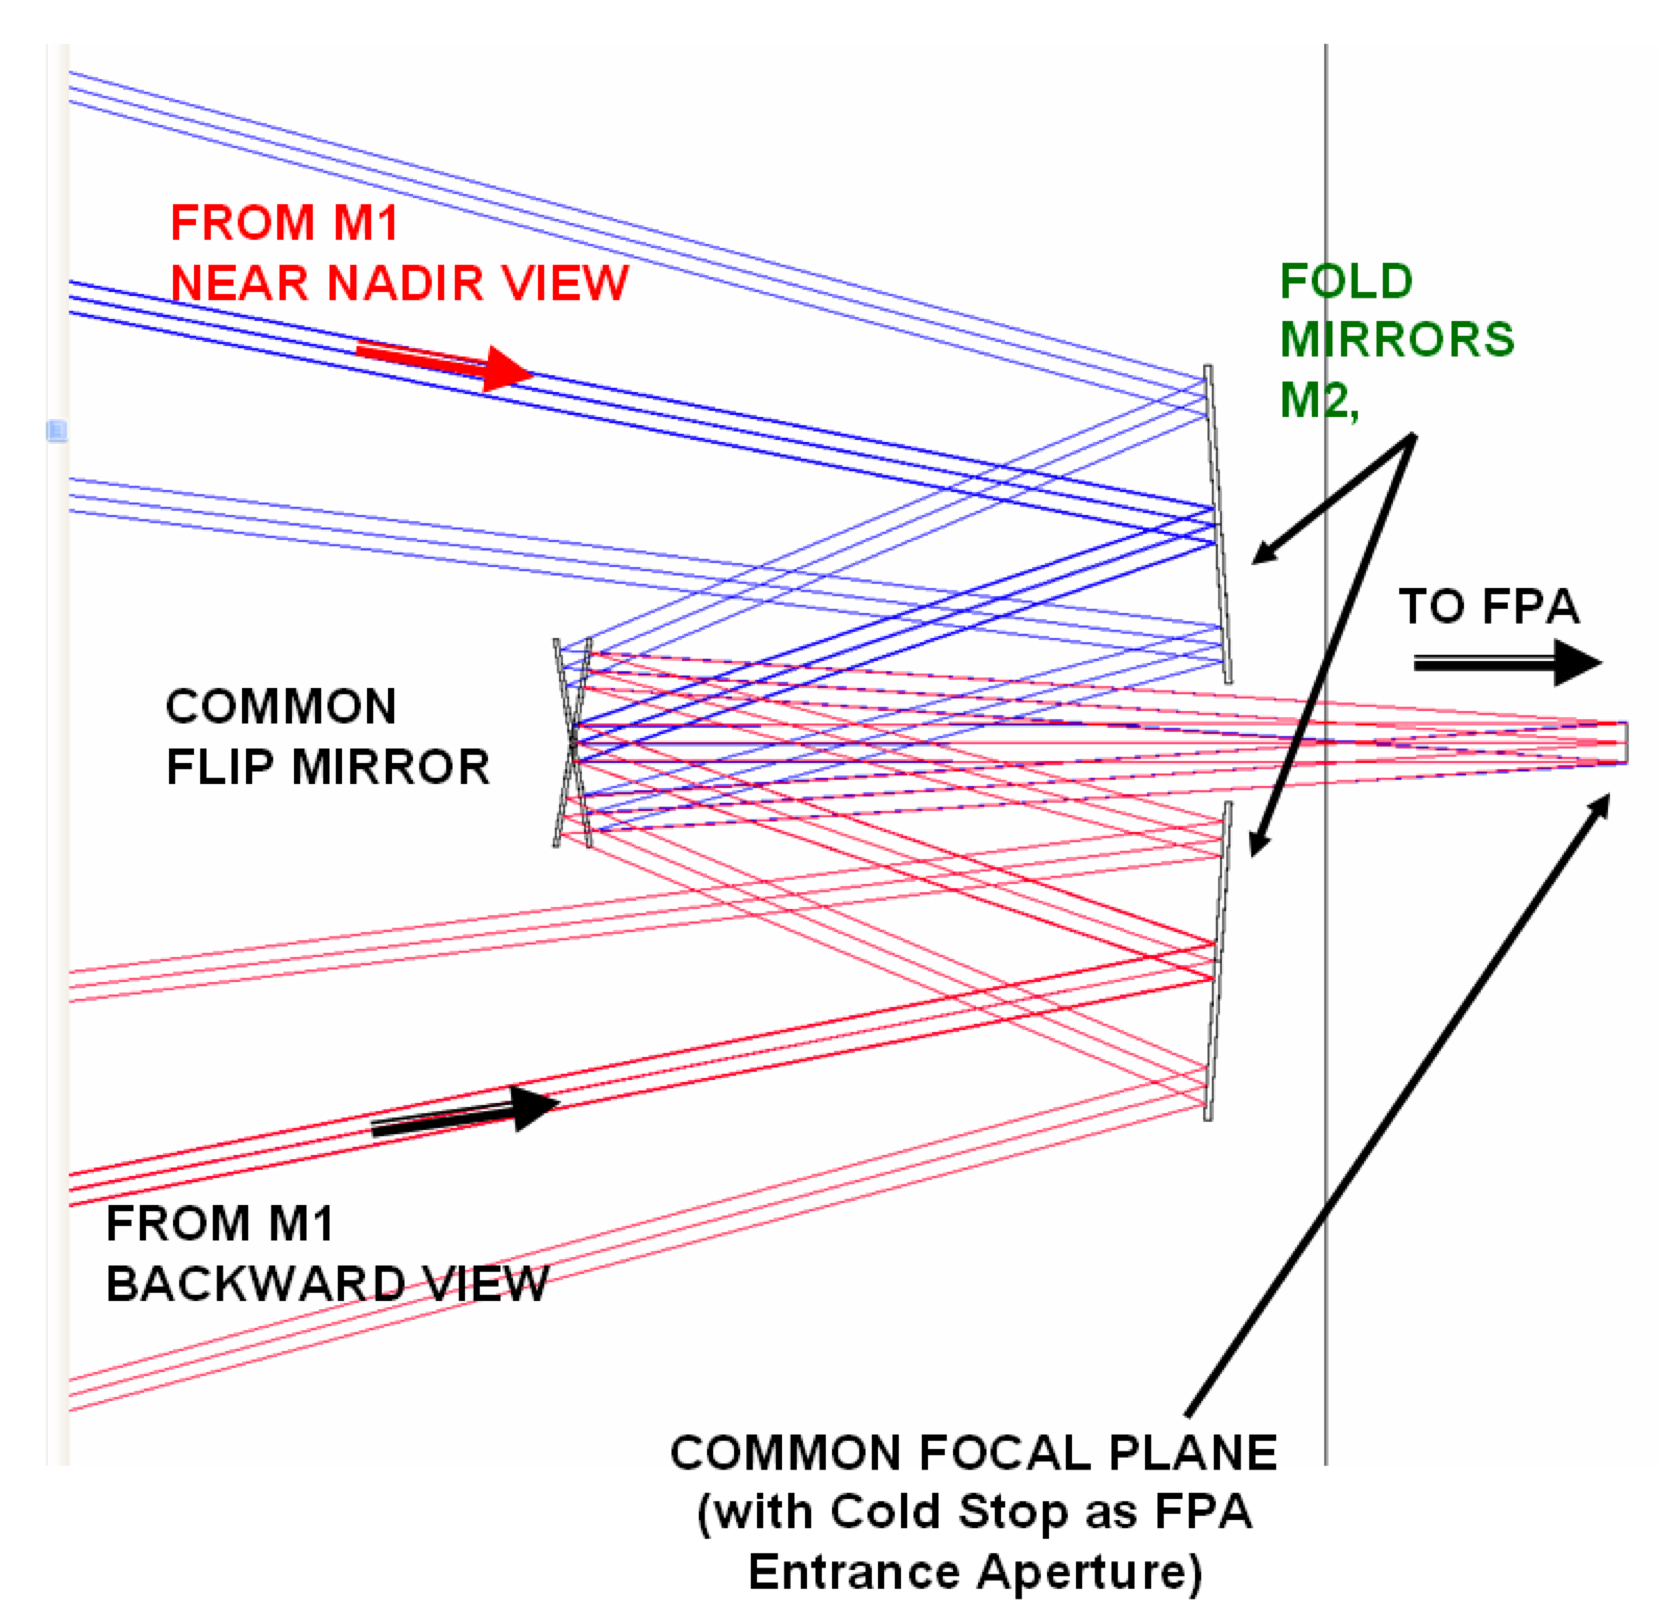 FROM M1
NEAR NADIR VIEW
FOLD
MIRRORS
M2,
TO FPA
COMMON
FLIP MIRROR
FROM M1
BACKWARD VIEW
COMMON FOCAL PLANE
(with Cold Stop as FPA
Entrance Aperture)